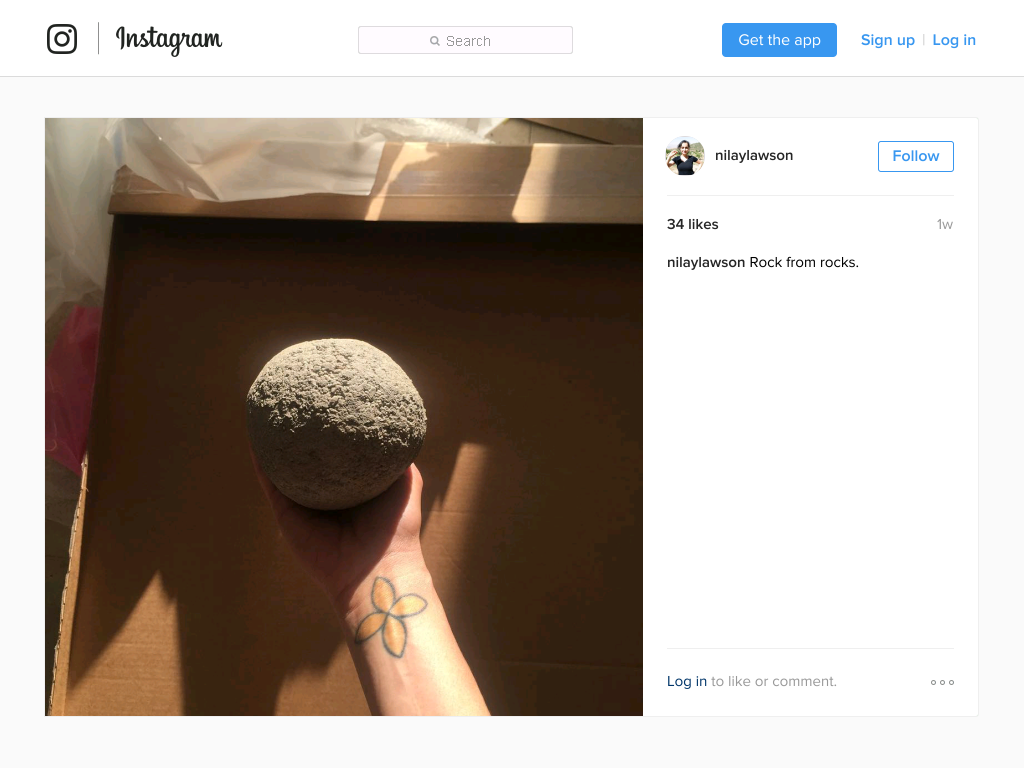 Instagram
Search
Get the app
Sign up | Log in
nilaylawson
Follow
34 likes
1w
nilaylawson Rock from rocks.
Log in to like or comment.